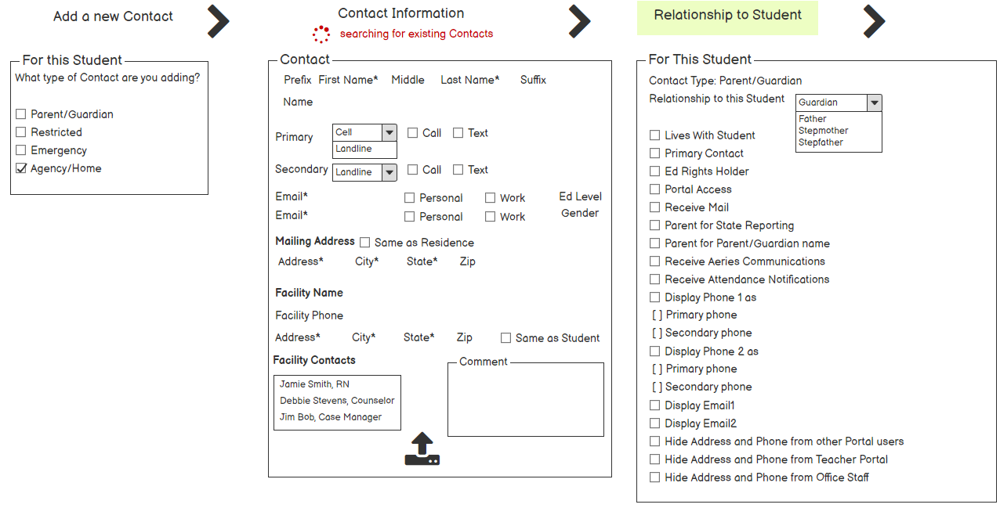 Add a new Contact
For this Student
What type of Contact are you adding?
Parent/Guardian
Restricted
Emergency
Agency/Home
Contact Information
searching for existing Contacts
Contact
Prefix First Name* Middle Last Name* Suffix
Name
Primary Cell Call Text
Landline
Secondary Landline Call Text
Email* Personal Work Ed Level
Email* Personal Work Gender
Mailing Address Same as Residence
Address* City* State* Zip
Facility Name
Facility Phone
Address* City* State* Zip Same as Student
Facility Contacts
Jamie Smith, RN
Debbie Stevens, Counselor
Jim Bob, Case Manager
Comment
Relationship to Student
For This Student
Contact Type: Parent/Guardian
Relationship to this Student Guardian
Father
Stepmother
Stepfather
Lives With Student
Primary Contact
Ed Rights Holder
Portal Access
Receive Mail
Parent for State Reporting
Parent for Parent/Guardian name
Receive Aeries Communications
Receive Attendance Notifications
Display Phone 1 as
[ ] Primary phone
[ ] Secondary phone
Display Phone 2 as
[ ] Primary phone
[ ] Secondary phone
Display Email1
Display Email2
Hide Address and Phone from other Portal users
Hide Address and Phone from Teacher Portal
Hide Address and Phone from Office Staff